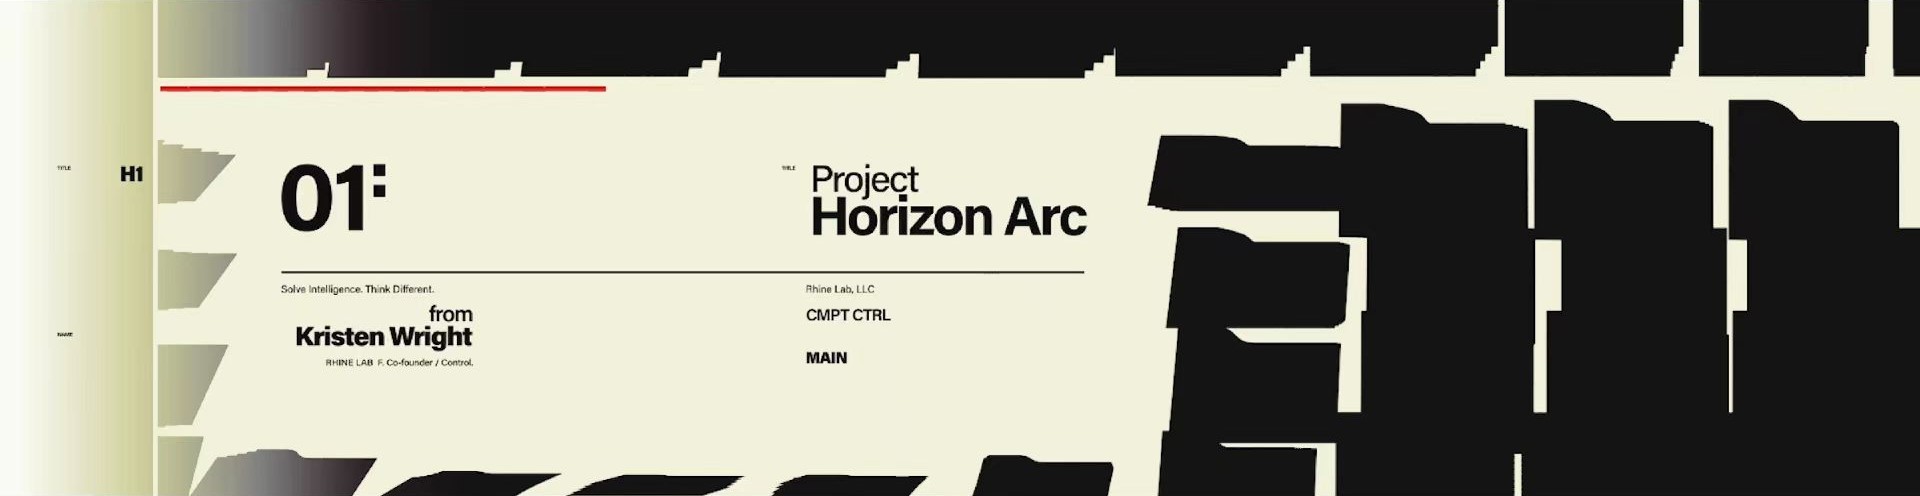 TITLE
H1
01:
TITLE
Project
Horizon Arc
Solve Intelligence. Think Different.
from
Kristen Wright
RHINE LAB F. Co-founder / Control.
Rhine Lab, LLC
CMPT CTRL
MAIN
NAME